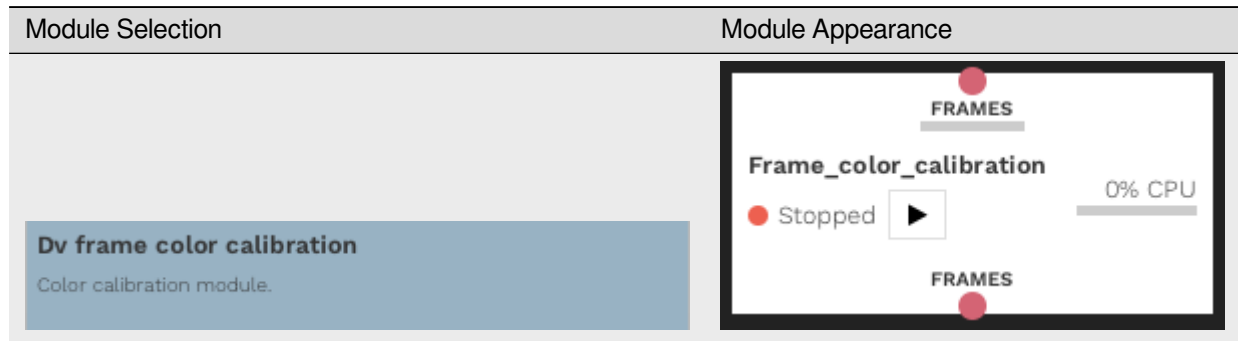 Module Selection
Module Appearance
Dv frame color calibration
Color calibration module.
FRAMES
Frame_color_calibration
0% CPU
Stopped
FRAMES